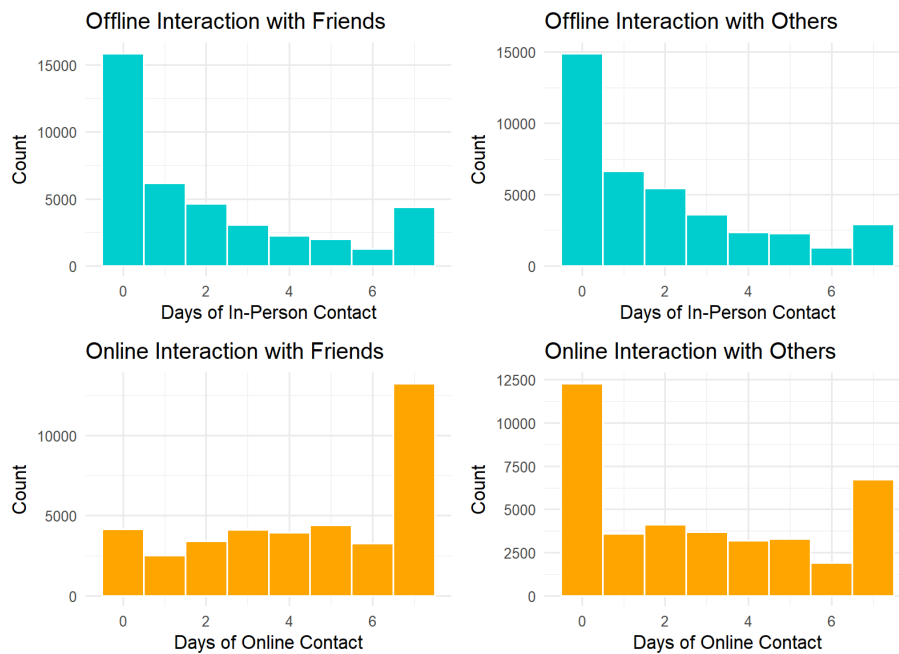 Offline Interaction with Friends
Count
15000
10000
5000
0
0 2 4 6
Days of In-Person Contact
Offline Interaction with Others
Count
15000
10000
5000
0
0 2 4 6
Days of In-Person Contact
Online Interaction with Friends
Count
10000
5000
0
0 2 4 6
Days of Online Contact
Online Interaction with Others
Count
12500
10000
7500
5000
2500
0
0 2 4 6
Days of Online Contact